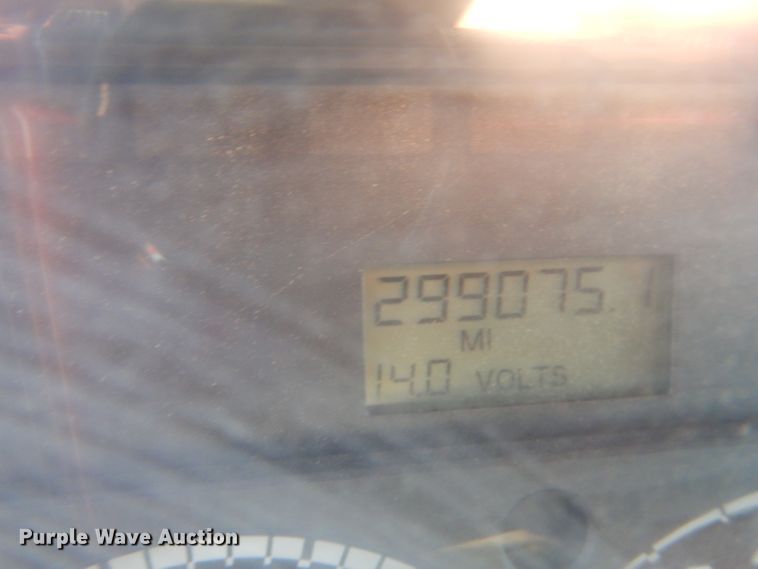 299075.1
MI
14.0 VOLTS
Purple Wave Auction